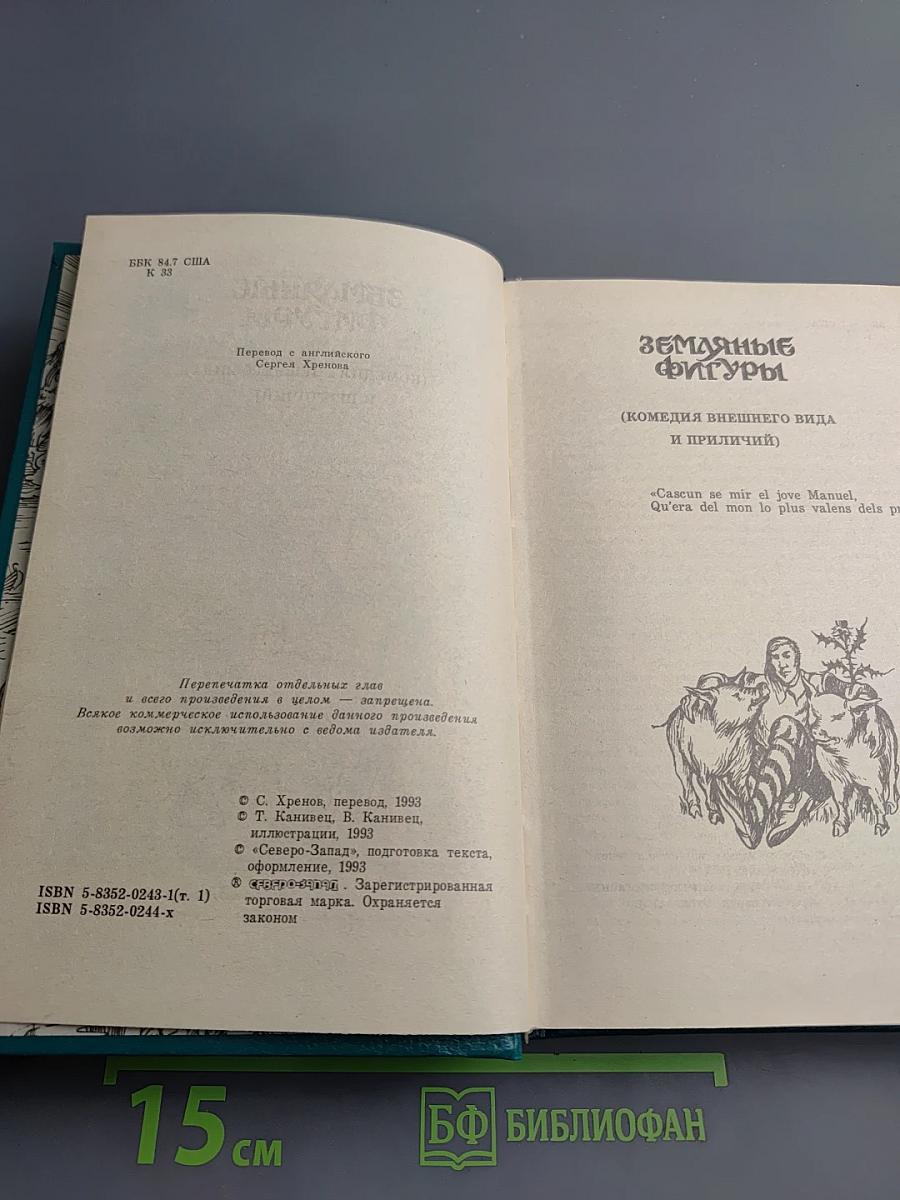 ББК 84.7 США
К 33
Перевод с английского
Сергея Хренова
Перепечатка отдельных глав
и всего произведения в целом — запрещена.
Всякое коммерческое использование данного произведения
возможно исключительно с ведома издателя.
© С. Хренов, перевод, 1993
© Т. Канивец, В. Канивец,
иллюстрации, 1993
© «Северо-Запад», подготовка текста,
оформление, 1993
® СЕВЕРО-ЗАПАД . Зарегистрированная
торговая марка. Охраняется
законом
ISBN 5-8352-0243-1(т. 1)
ISBN 5-8352-0244-x
ЗЕМЛЯНЫЕ
ФИГУРЫ
(КОМЕДИЯ ВНЕШНЕГО ВИДА
И ПРИЛИЧИЙ)
«Cascun se mir el jove Manuel,
Qu'era del mon lo plus valens dels
15 см
БФ БИБЛИОФАН